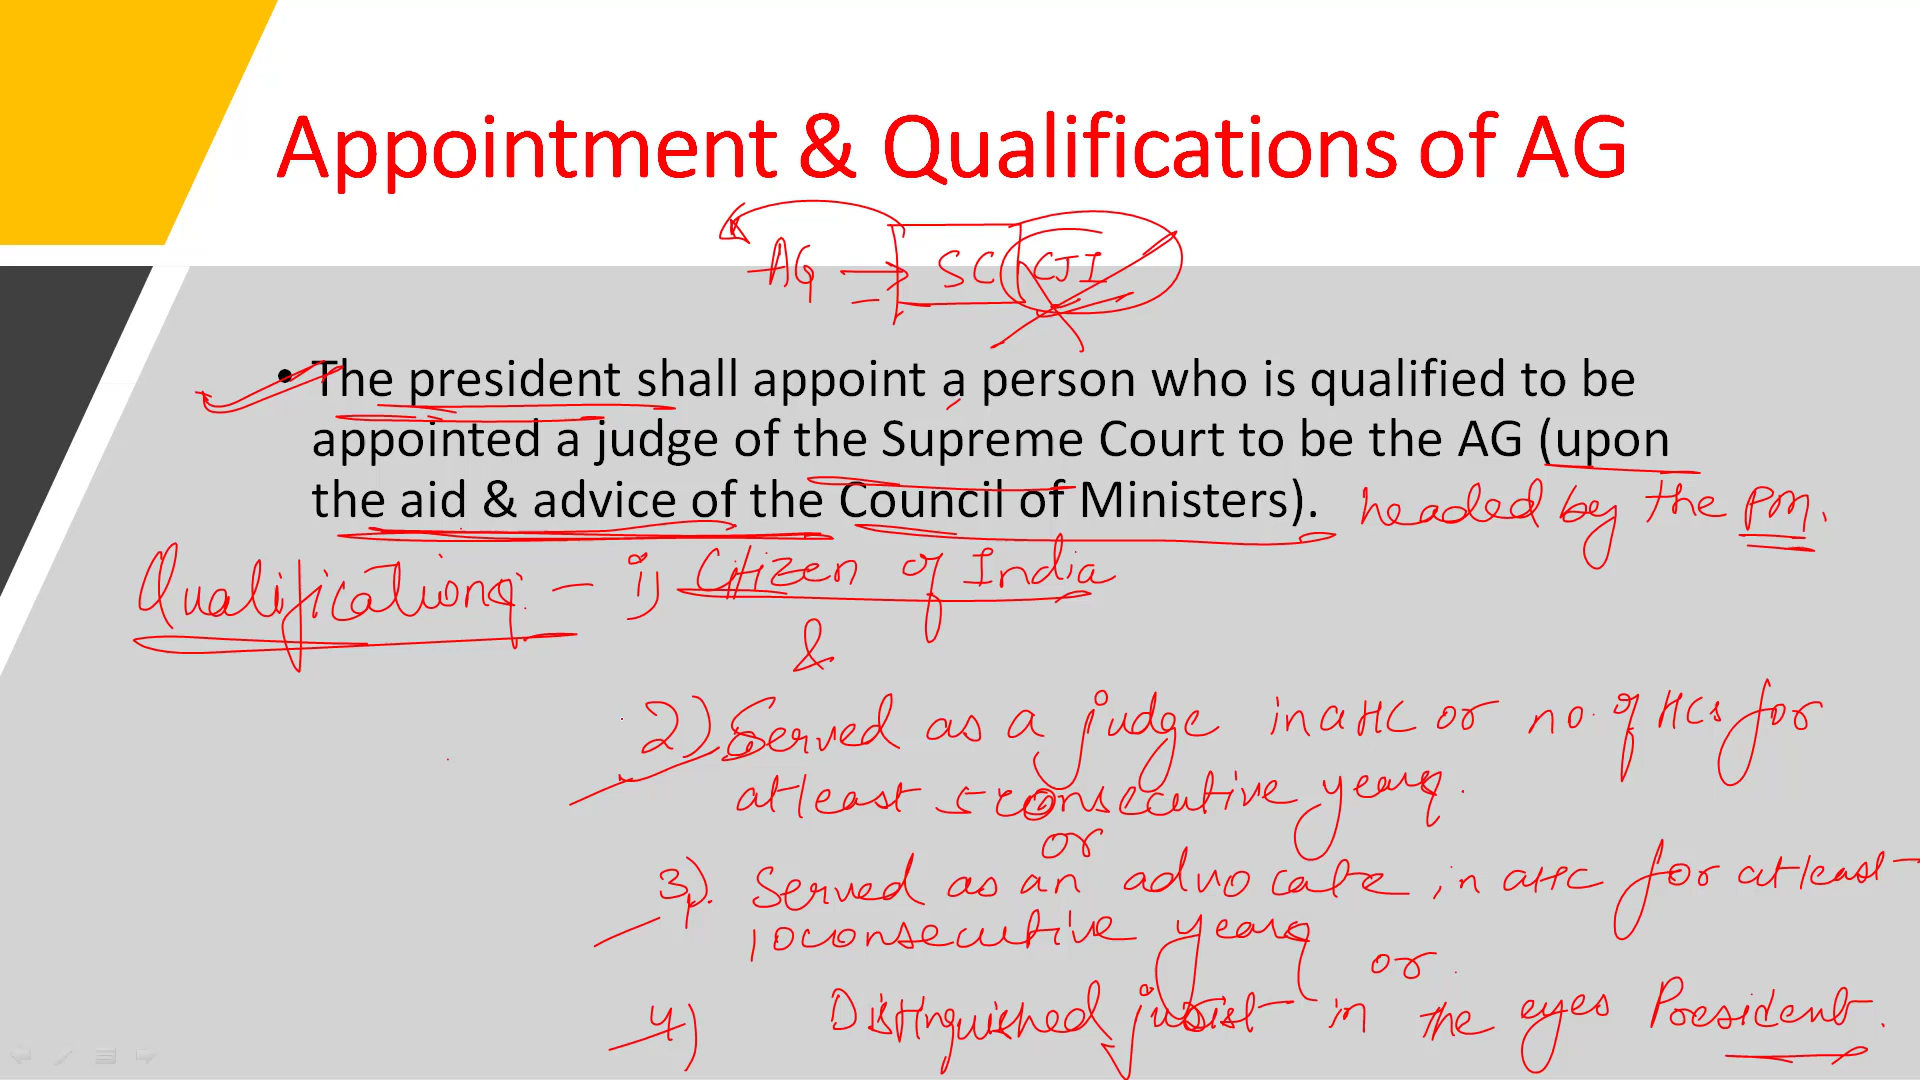 Appointment & Qualifications of AG
AG → SC CJI
• The president shall appoint a person who is qualified to be
appointed a judge of the Supreme Court to be the AG (upon
the aid & advice of the Council of Ministers). headed by the PM.
Qualifications - 1) Citizen of India
&
2) Served as a judge in a HC or no. of HCs for
atleast 5 consecutive years.
or
3). Served as an advocate in a HC for atleast
10 consecutive years
or.
4) Distinguished jurist in the eyes President.